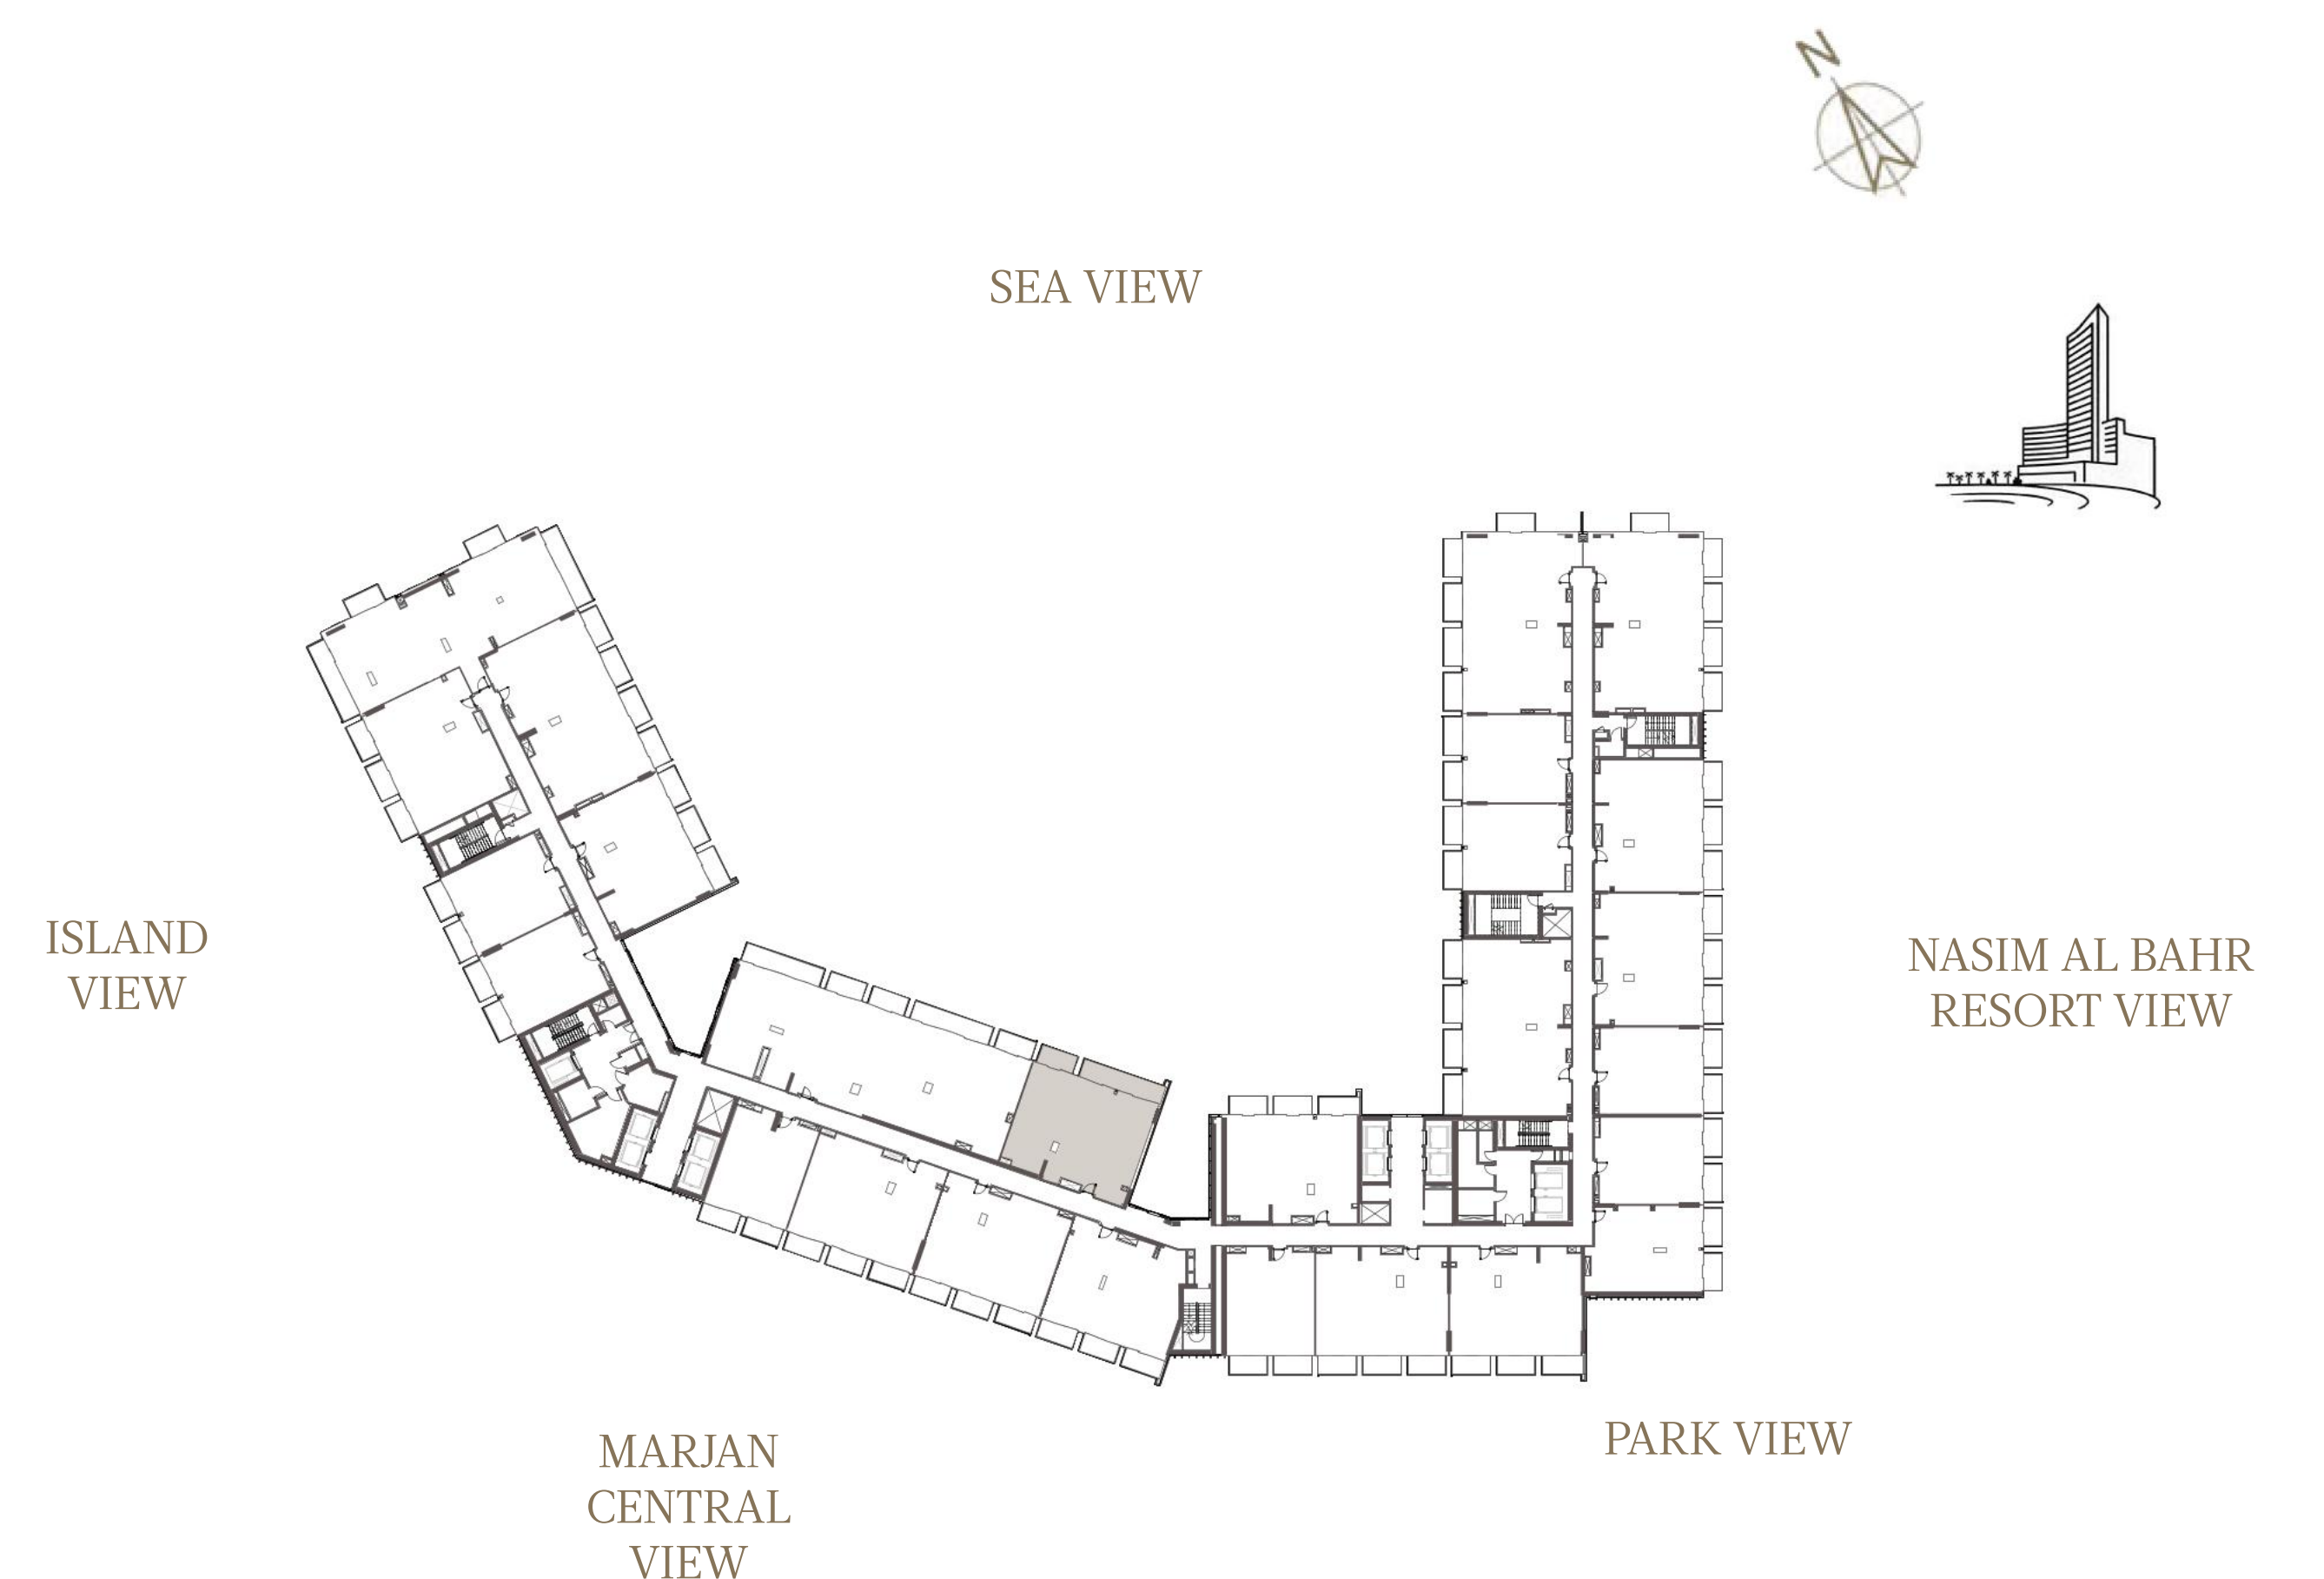 N
SEA VIEW
ISLAND
VIEW
NASIM AL BAHR
RESORT VIEW
PARK VIEW
MARJAN
CENTRAL
VIEW